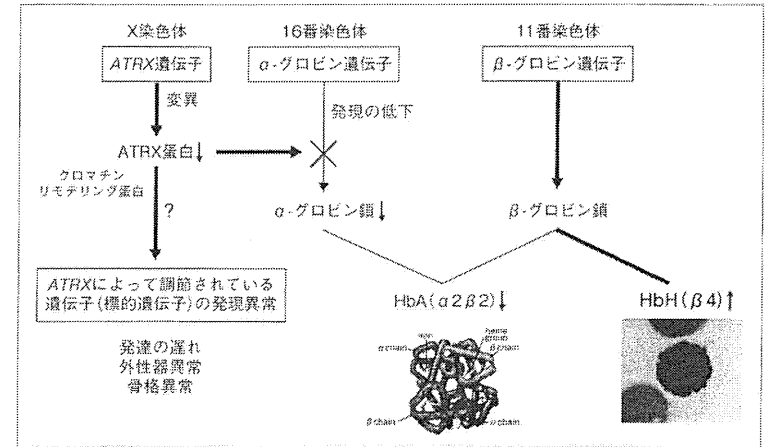 X染色体
16番染色体
11番染色体
ATRX遺伝子
α-グロビン遺伝子
β-グロビン遺伝子
変異
発現の低下
ATRX蛋白↓
クロマチン
リモデリング蛋白
?
α-グロビン鎖↓
β-グロビン鎖
ATRXによって調節されている
遺伝子(標的遺伝子)の発現異常
HbA(α2β2)↓
HbH(β4)↑
発達の遅れ
外性器異常
骨格異常
heme
group
α chain
β chain
β chain
α chain